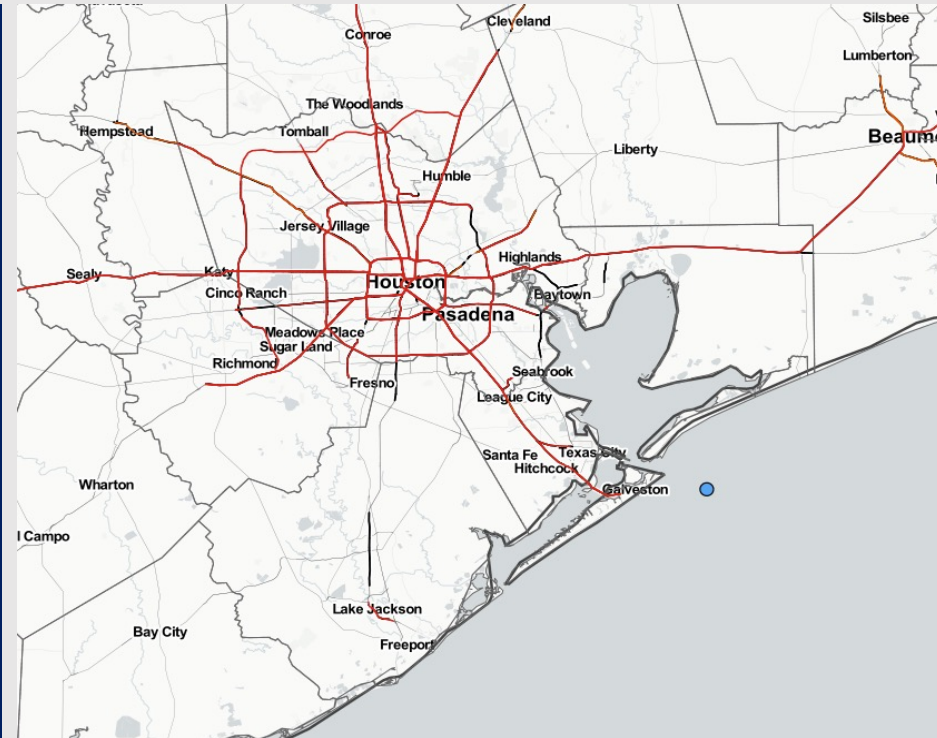 Cleveland
Silsbee
Conroe
Lumberton
The Woodlands
Hempstead
Tomball
Liberty
Humble
Jersey Village
Highlands
Sealy
Katy
Houston
Cinco Ranch
Baytown
Pasadena
Meadows Place
Sugar Land
Richmond
Seabrook
Fresno
League City
Santa Fe
Texas City
Hitchcock
Wharton
Galveston
l Campo
Lake Jackson
Bay City
Freeport
Beaum